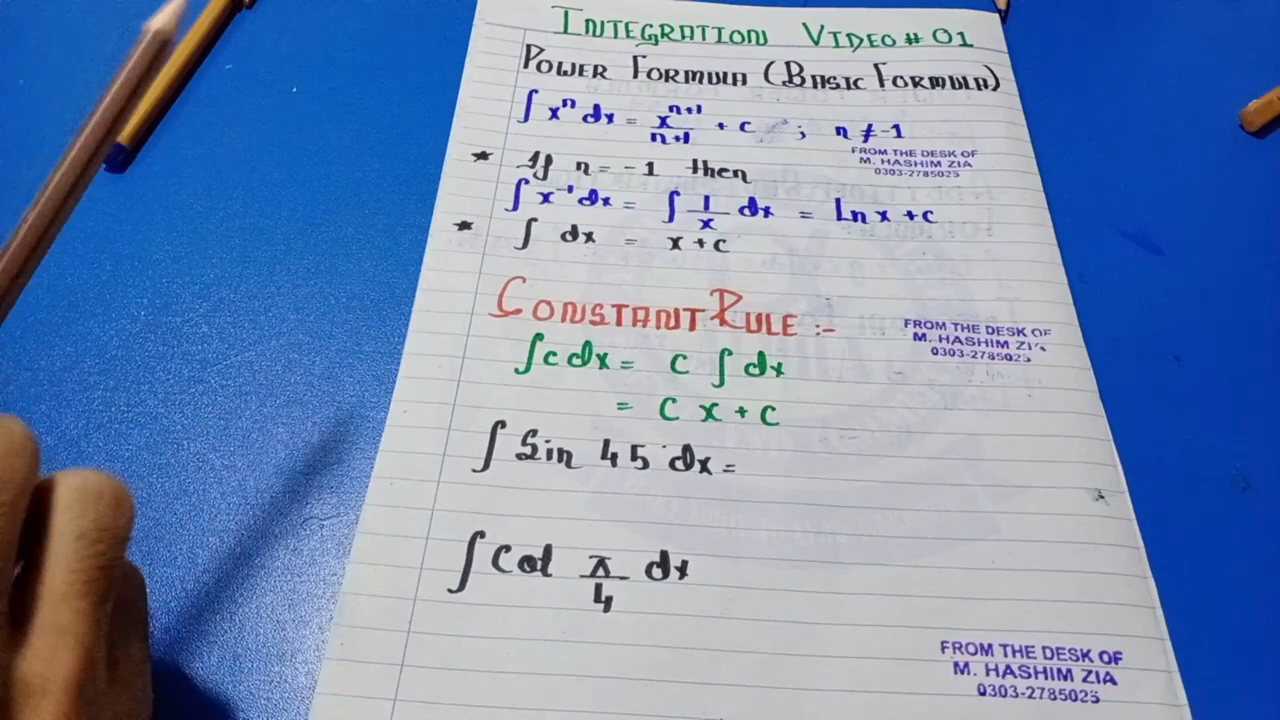 INTEGRATION VIDEO # 01
POWER FORMULA (BASIC FORMULA)
∫ xⁿ dx = xⁿ⁺¹/n+1 + c ; n ≠ -1
FROM THE DESK OF
M. HASHIM ZIA
0303-2785025
* If n = -1 then
∫ x⁻¹ dx = ∫ 1/x dx = Ln x + c
* ∫ dx = x + c
CONSTANT RULE :-
FROM THE DESK OF
M. HASHIM ZIA
0303-2785025
∫ c dx = c ∫ dx
= C x + C
∫ Sin 45 dx =
∫ Cot π/4 dx
FROM THE DESK OF
M. HASHIM ZIA
0303-2785025